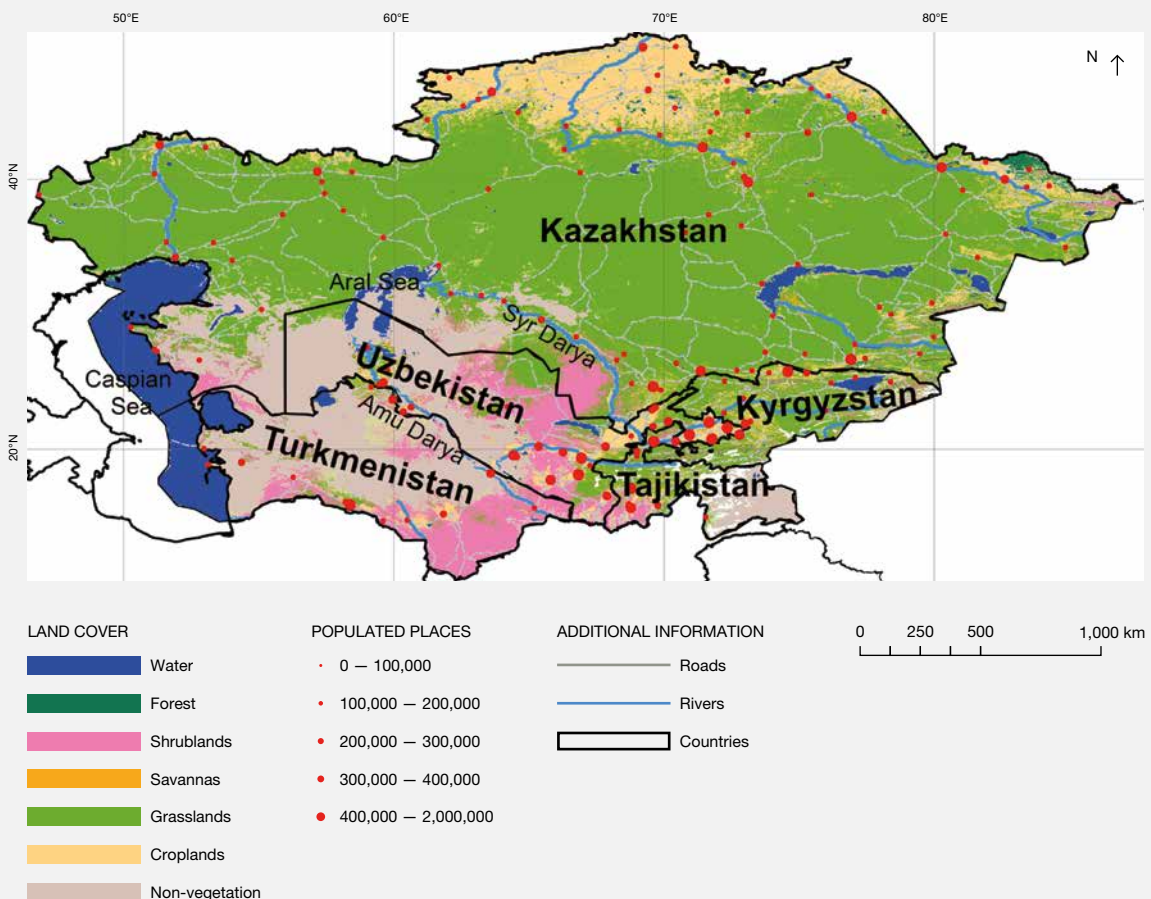 50°E 60°E 70°E 80°E
N
40°N
20°N
Kazakhstan
Aral Sea
Syr Darya
Uzbekistan
Caspian
Sea
Amu Darya
Kyrgyzstan
Turkmenistan
Tajikistan
LAND COVER
Water
Forest
Shrublands
Savannas
Grasslands
Croplands
Non-vegetation
POPULATED PLACES
0 — 100,000
100,000 — 200,000
200,000 — 300,000
300,000 — 400,000
400,000 — 2,000,000
ADDITIONAL INFORMATION
Roads
Rivers
Countries
0 250 500 1,000 km